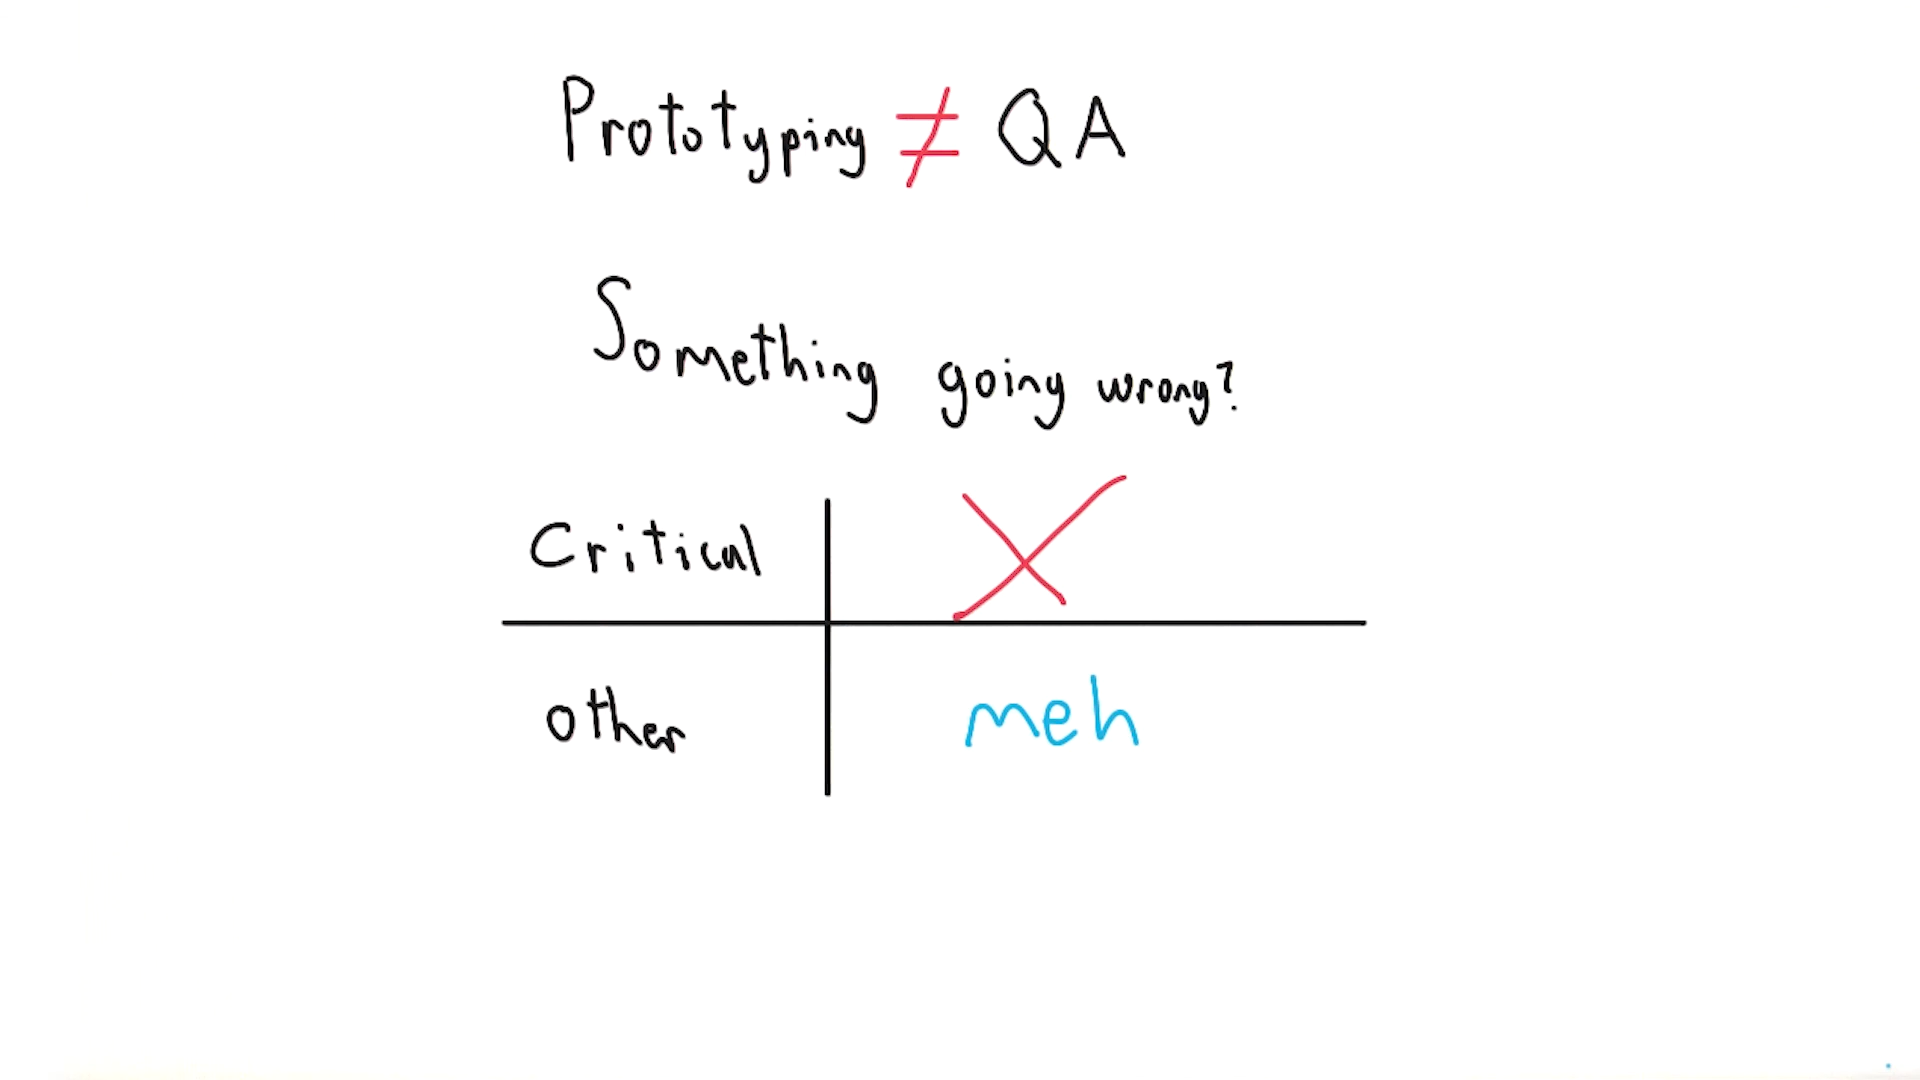 Prototyping ≠ QA
Something going wrong?
Critical X
other meh